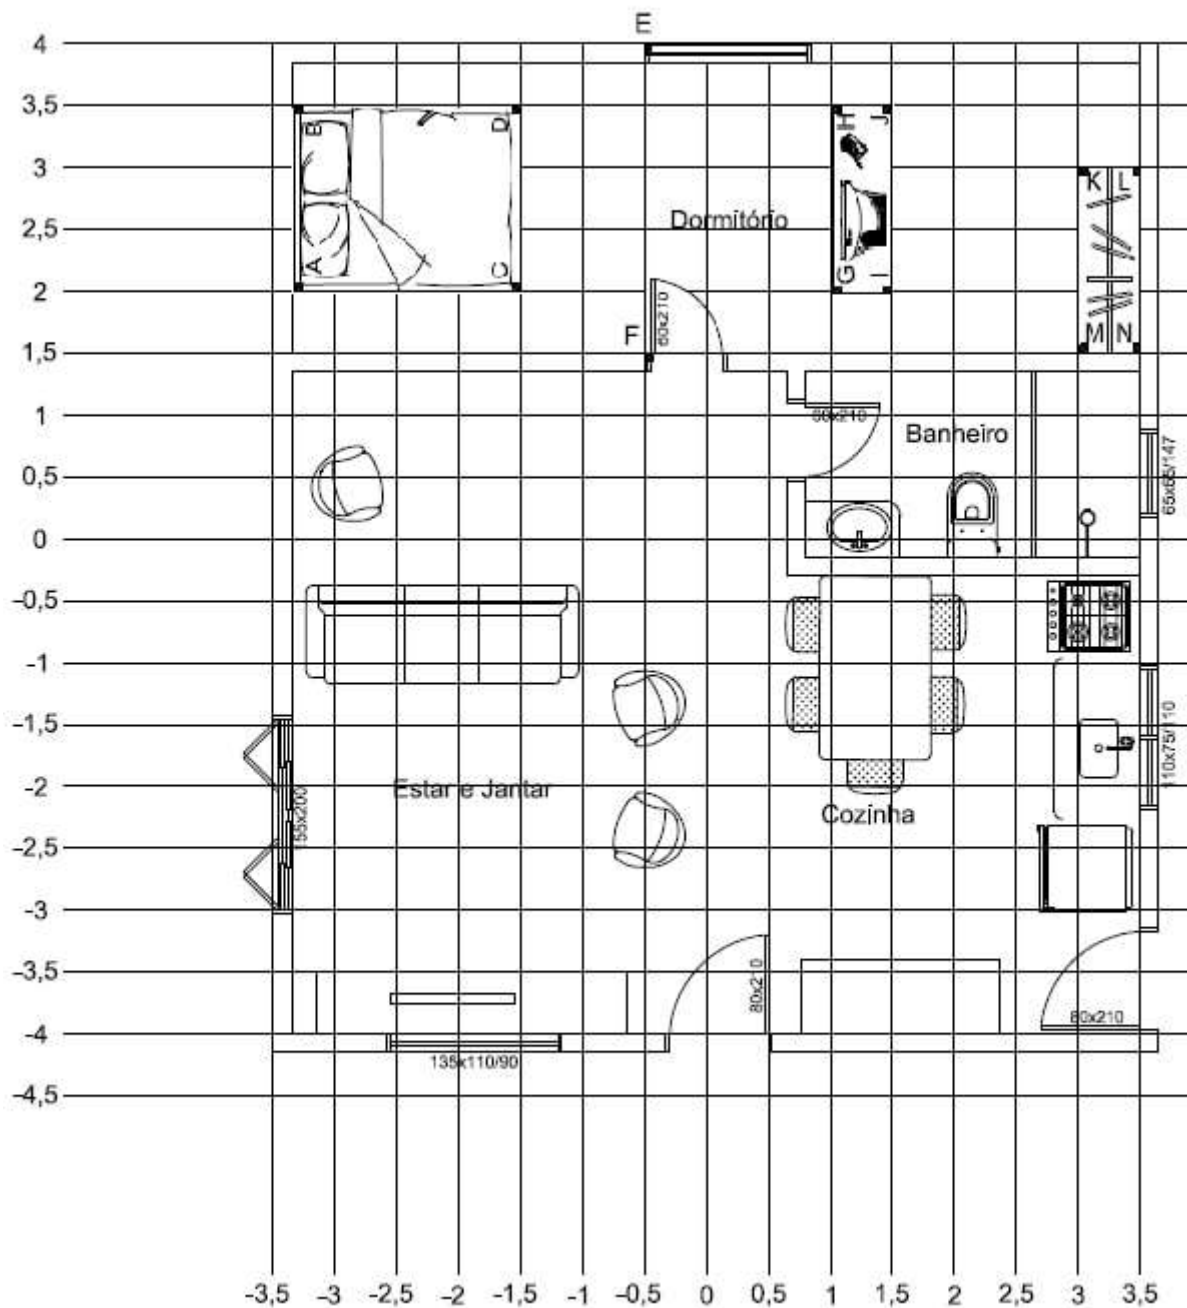 E
4
3,5
B
D
H
J
3
K
L
2,5
Dormitório
A
C
G
I
2
F
60x210
M
N
1,5
1
60x210
Banheiro
65x65/147
0,5
0
-0,5
-1
-1,5
110x75/110
-2
Estar e Jantar
155x200
Cozinha
-2,5
-3
-3,5
80x210
80x210
-4
135x110/90
-4,5
-3,5 -3 -2,5 -2 -1,5 -1 -0,5 0 0,5 1 1,5 2 2,5 3 3,5